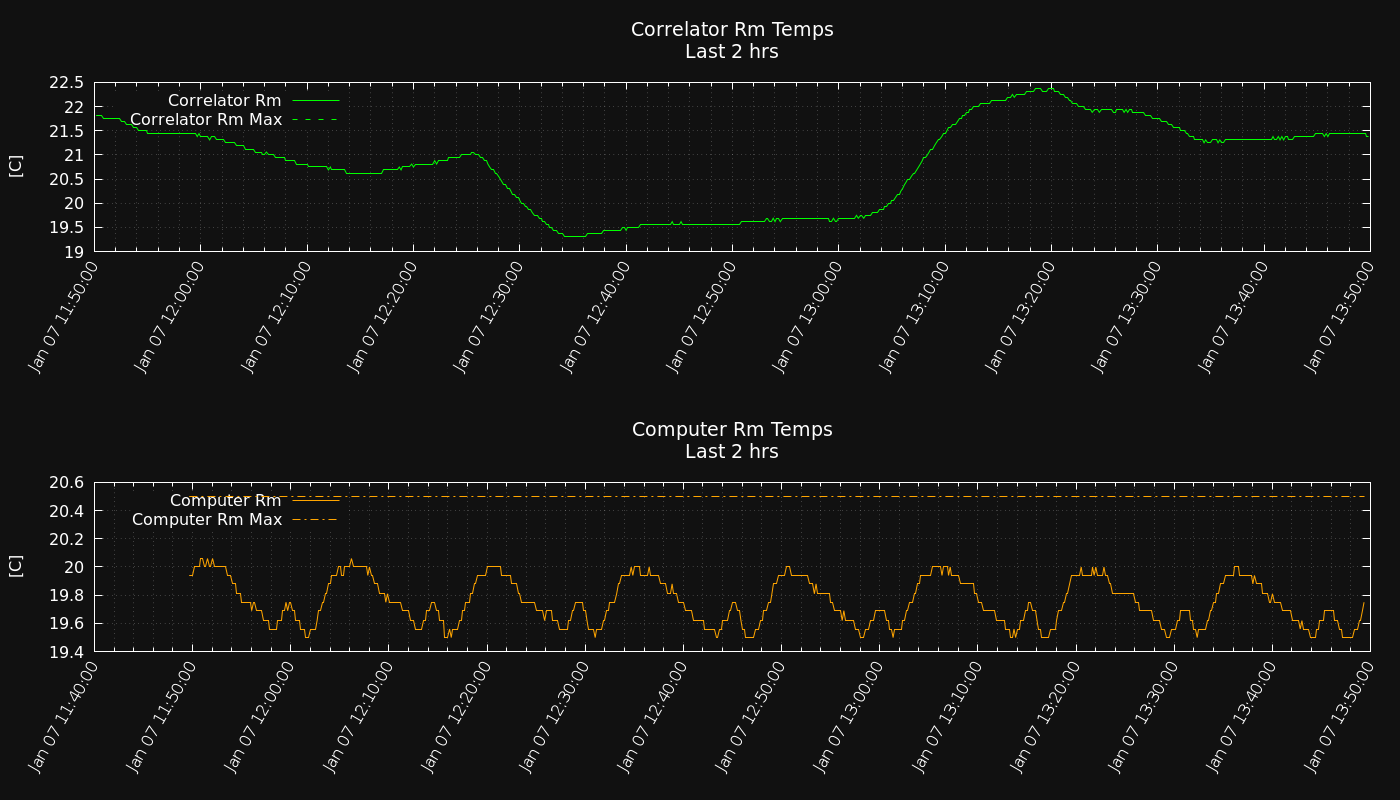 Correlator Rm Temps
Last 2 hrs
22.5
22
21.5
21
20.5
20
19.5
19
[C]
Correlator Rm
Correlator Rm Max
Jan 07 11:50:00
Jan 07 12:00:00
Jan 07 12:10:00
Jan 07 12:20:00
Jan 07 12:30:00
Jan 07 12:40:00
Jan 07 12:50:00
Jan 07 13:00:00
Jan 07 13:10:00
Jan 07 13:20:00
Jan 07 13:30:00
Jan 07 13:40:00
Jan 07 13:50:00
Computer Rm Temps
Last 2 hrs
20.6
20.4
20.2
20
19.8
19.6
19.4
[C]
Computer Rm
Computer Rm Max
Jan 07 11:40:00
Jan 07 11:50:00
Jan 07 12:00:00
Jan 07 12:10:00
Jan 07 12:20:00
Jan 07 12:30:00
Jan 07 12:40:00
Jan 07 12:50:00
Jan 07 13:00:00
Jan 07 13:10:00
Jan 07 13:20:00
Jan 07 13:30:00
Jan 07 13:40:00
Jan 07 13:50:00